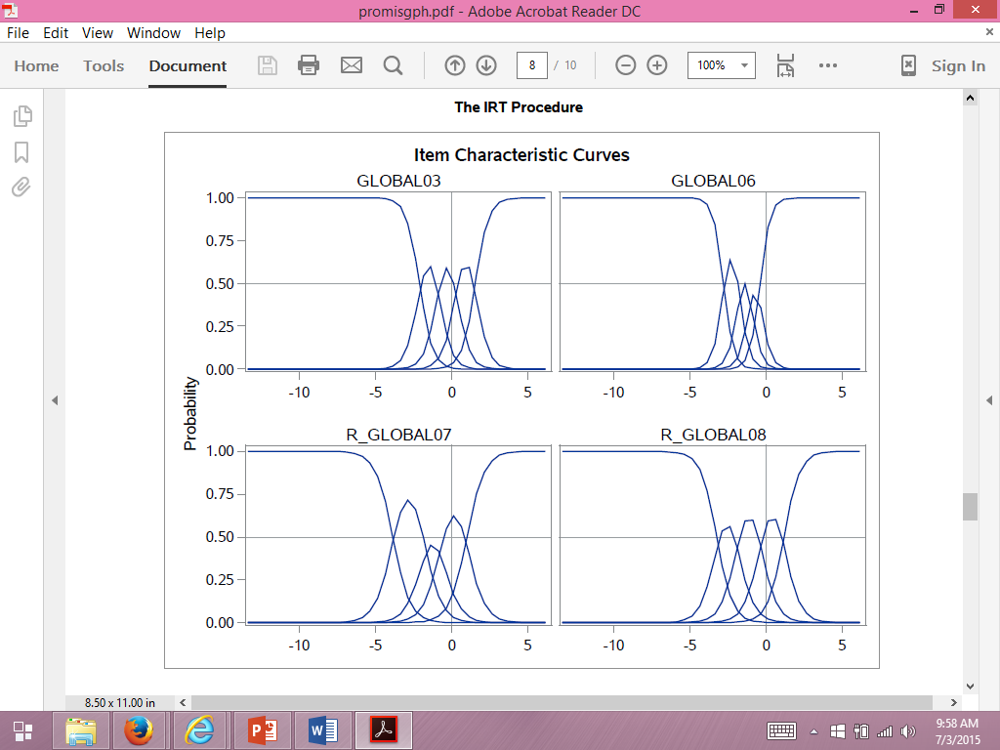 promisgph.pdf - Adobe Acrobat Reader DC
File Edit View Window Help
Home Tools Document 8 / 10 100% Sign In
The IRT Procedure
Item Characteristic Curves
GLOBAL03 GLOBAL06
1.00
0.75
0.50
0.25
0.00
-10 -5 0 5 -10 -5 0 5
Probability
R_GLOBAL07 R_GLOBAL08
1.00
0.75
0.50
0.25
0.00
-10 -5 0 5 -10 -5 0 5
8.50 x 11.00 in
9:58 AM
7/3/2015